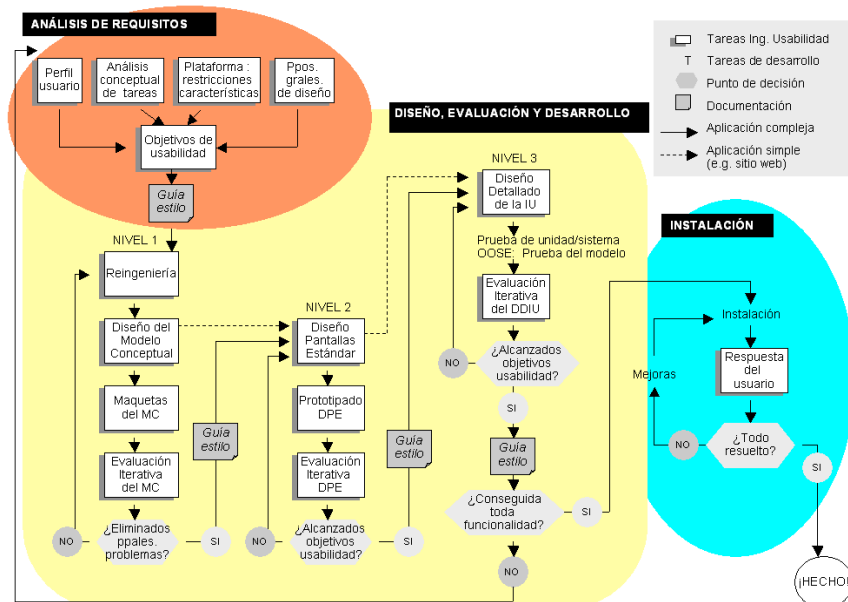 ANÁLISIS DE REQUISITOS
Perfil
usuario
Análisis
conceptual
de tareas
Plataforma :
restricciones
características
Ppos.
grales.
de diseño
Objetivos de
usabilidad
Guía
estilo
DISEÑO, EVALUACIÓN Y DESARROLLO
NIVEL 1
Reingeniería
Diseño del
Modelo
Conceptual
Maquetas
del MC
Evaluación
Iterativa
del MC
¿Eliminados
ppales.
problemas?
NO
SI
Guía
estilo
NIVEL 2
Diseño
Pantallas
Estándar
Prototipado
DPE
Evaluación
Iterativa
DPE
¿Alcanzados
objetivos
usabilidad?
NO
SI
Guía
estilo
NIVEL 3
Diseño
Detallado
de la IU
Prueba de unidad/sistema
OOSE: Prueba del modelo
Evaluación
Iterativa
del DDIU
¿Alcanzados
objetivos
usabilidad?
NO
SI
Guía
estilo
¿Conseguida
toda
funcionalidad?
SI
NO
INSTALACIÓN
Instalación
Respuesta
del
usuario
Mejoras
¿Todo
resuelto?
NO
SI
¡HECHO!
Tareas Ing. Usabilidad
T
Tareas de desarrollo
Punto de decisión
Documentación
Aplicación compleja
Aplicación simple
(e.g. sitio web)